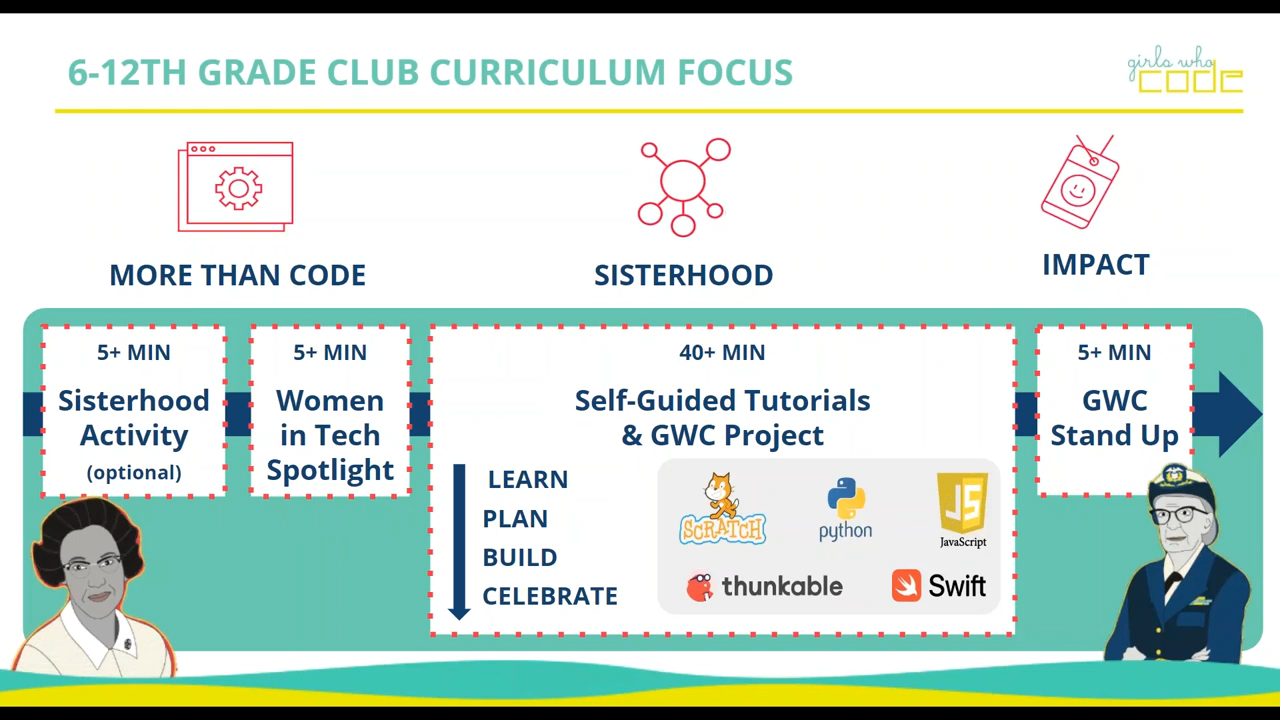 6-12TH GRADE CLUB CURRICULUM FOCUS
girls who
code
MORE THAN CODE
SISTERHOOD
IMPACT
5+ MIN
Sisterhood
Activity
(optional)
5+ MIN
Women
in Tech
Spotlight
40+ MIN
Self-Guided Tutorials
& GWC Project
LEARN
PLAN
BUILD
CELEBRATE
SCRATCH
python
JS
JavaScript
thunkable
Swift
5+ MIN
GWC
Stand Up